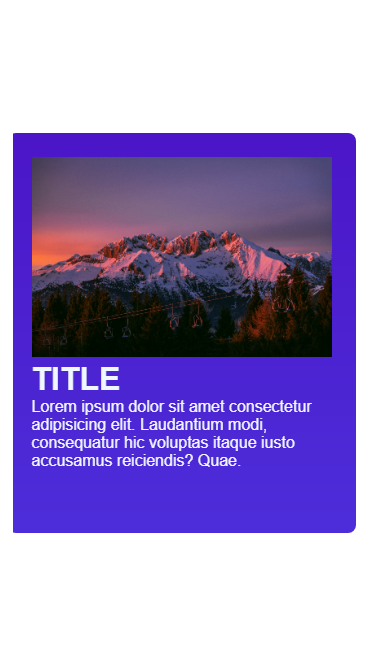 TITLE
Lorem ipsum dolor sit amet consectetur
adipisicing elit. Laudantium modi,
consequatur hic voluptas itaque iusto
accusamus reiciendis? Quae.